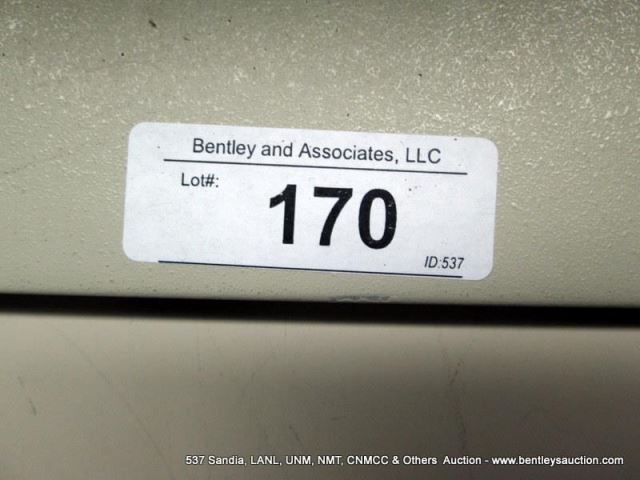 Bentley and Associates, LLC
Lot#:
170
ID:537
537 Sandia, LANL, UNM, NMT, CNMCC & Others Auction - www.bentleysauction.com